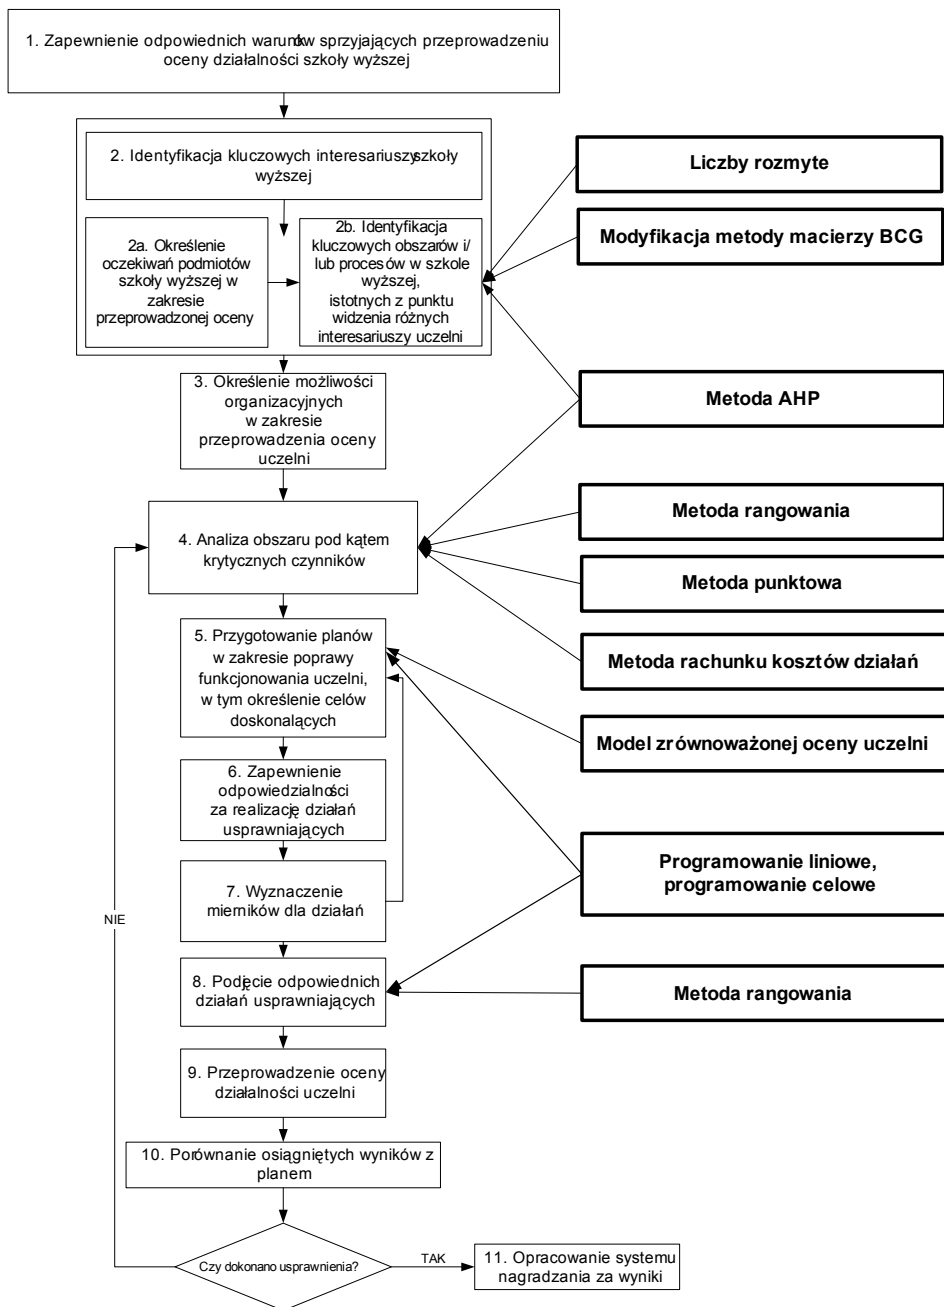 1. Zapewnienie odpowiednich warunków sprzyjających przeprowadzeniu
oceny działalności szkoły wyższej
2. Identyfikacja kluczowych interesariuszy szkoły
wyższej
2a. Określenie
oczekiwań podmiotów
szkoły wyższej w
zakresie
przeprowadzonej oceny
2b. Identyfikacja
kluczowych obszarów i/
lub procesów w szkole
wyższej,
istotnych z punktu
widzenia różnych
interesariuszy uczelni
Liczby rozmyte
Modyfikacja metody macierzy BCG
3. Określenie możliwości
organizacyjnych
w zakresie
przeprowadzenia oceny
uczelni
Metoda AHP
4. Analiza obszaru pod kątem
krytycznych czynników
Metoda rangowania
Metoda punktowa
Metoda rachunku kosztów działań
5. Przygotowanie planów
w zakresie poprawy
funkcjonowania uczelni,
w tym określenie celów
doskonalących
Model zrównoważonej oceny uczelni
6. Zapewnienie
odpowiedzialności
za realizację działań
usprawniających
Programowanie liniowe,
programowanie celowe
7. Wyznaczenie
mierników dla działań
NIE
8. Podjęcie odpowiednich
działań usprawniających
Metoda rangowania
9. Przeprowadzenie oceny
działalności uczelni
10. Porównanie osiągniętych wyników z
planem
Czy dokonano usprawnienia?
TAK
11. Opracowanie systemu
nagradzania za wyniki